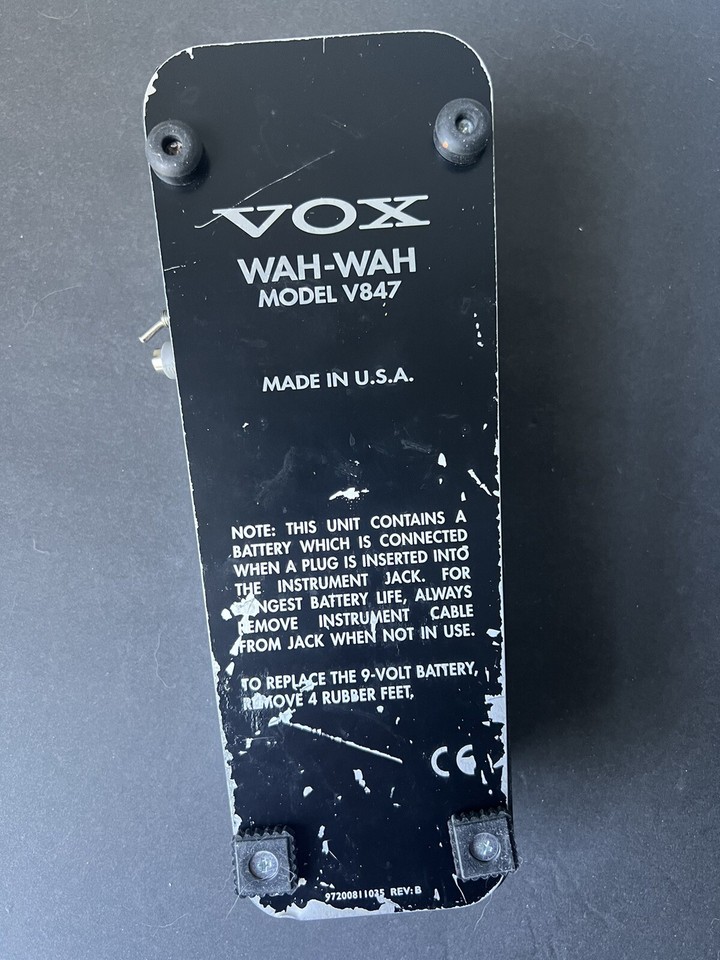 VOX
WAH-WAH
MODEL V847
MADE IN U.S.A.
NOTE: THIS UNIT CONTAINS A
BATTERY WHICH IS CONNECTED
WHEN A PLUG IS INSERTED INTO
THE INSTRUMENT JACK. FOR
LONGEST BATTERY LIFE, ALWAYS
REMOVE INSTRUMENT CABLE
FROM JACK WHEN NOT IN USE.
TO REPLACE THE 9-VOLT BATTERY,
REMOVE 4 RUBBER FEET,
CE
97200811035 REV: B